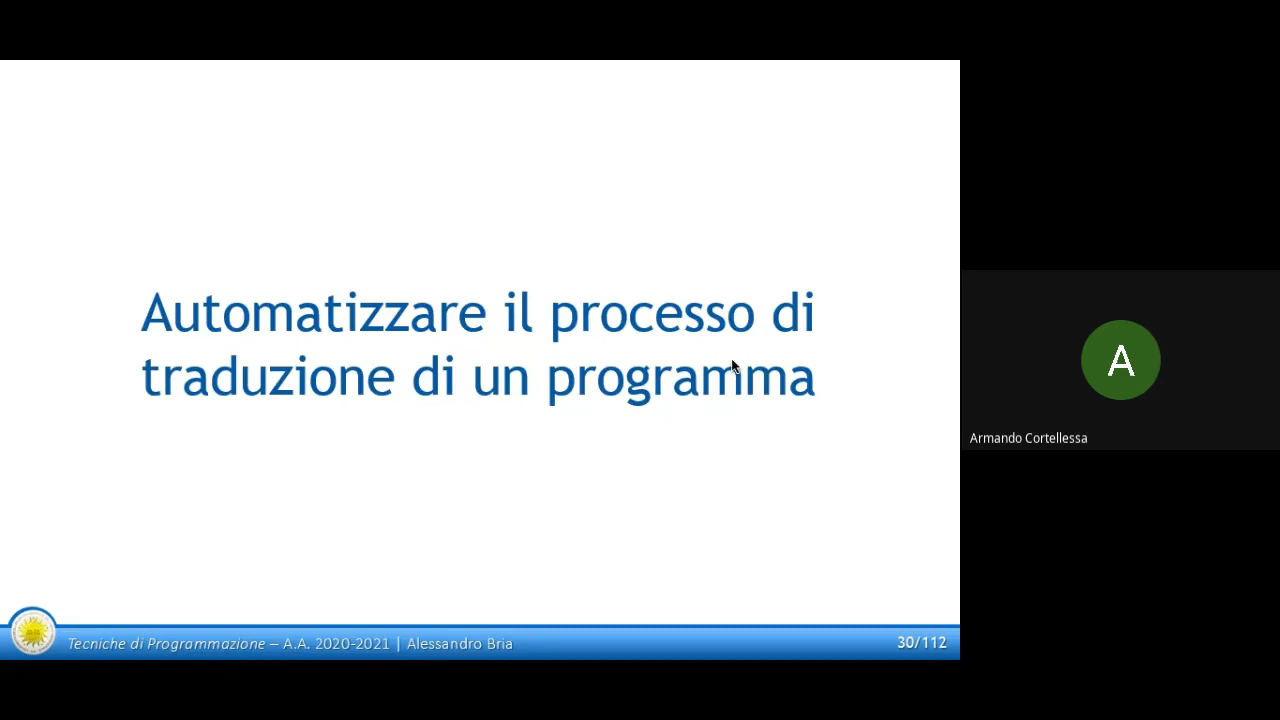 Automatizzare il processo di
traduzione di un programma
A
Armando Cortellessa
Tecniche di Programmazione – A.A. 2020-2021 | Alessandro Bria
30/112